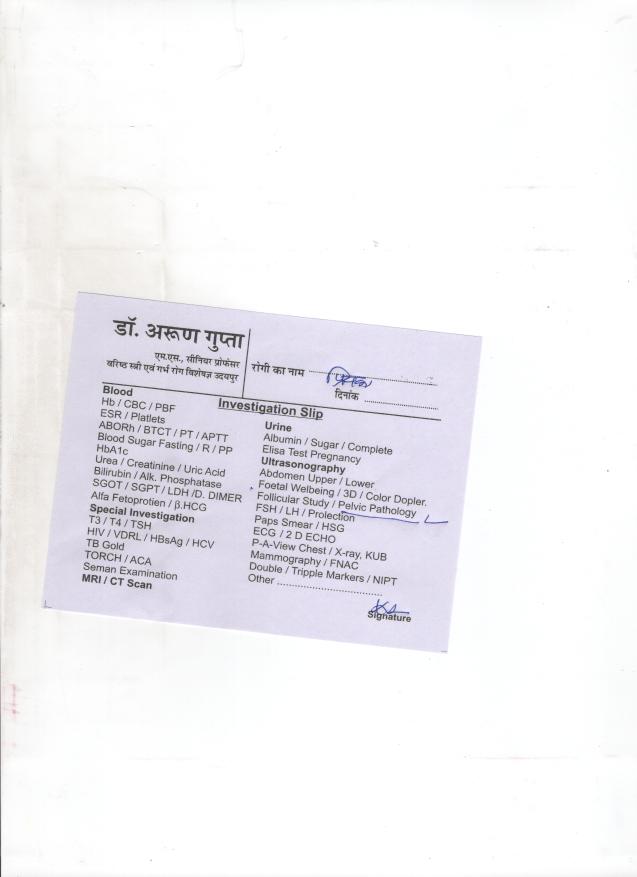 डॉ. अरूण गुप्ता
एम.एस., सीनियर प्रोफेसर
वरिष्ठ स्त्री एवं गर्भ रोग विशेषज्ञ उदयपुर
रोगी का नाम
दिनांक
Investigation Slip
Blood
Hb / CBC / PBF
ESR / Platlets
ABORh / BTCT / PT / APTT
Blood Sugar Fasting / R / PP
HbA1c
Urea / Creatinine / Uric Acid
Bilirubin / Alk. Phosphatase
SGOT / SGPT / LDH /D. DIMER
Alfa Fetoprotien / β.HCG
Special Investigation
T3 / T4 / TSH
HIV / VDRL / HBsAg / HCV
TB Gold
TORCH / ACA
Seman Examination
MRI / CT Scan
Urine
Albumin / Sugar / Complete
Elisa Test Pregnancy
Ultrasonography
Abdomen Upper / Lower
Foetal Welbeing / 3D / Color Dopler.
Follicular Study / Pelvic Pathology
FSH / LH / Prolection
Paps Smear / HSG
ECG / 2 D ECHO
P-A-View Chest / X-ray, KUB
Mammography / FNAC
Double / Tripple Markers / NIPT
Other ....................................
Signature